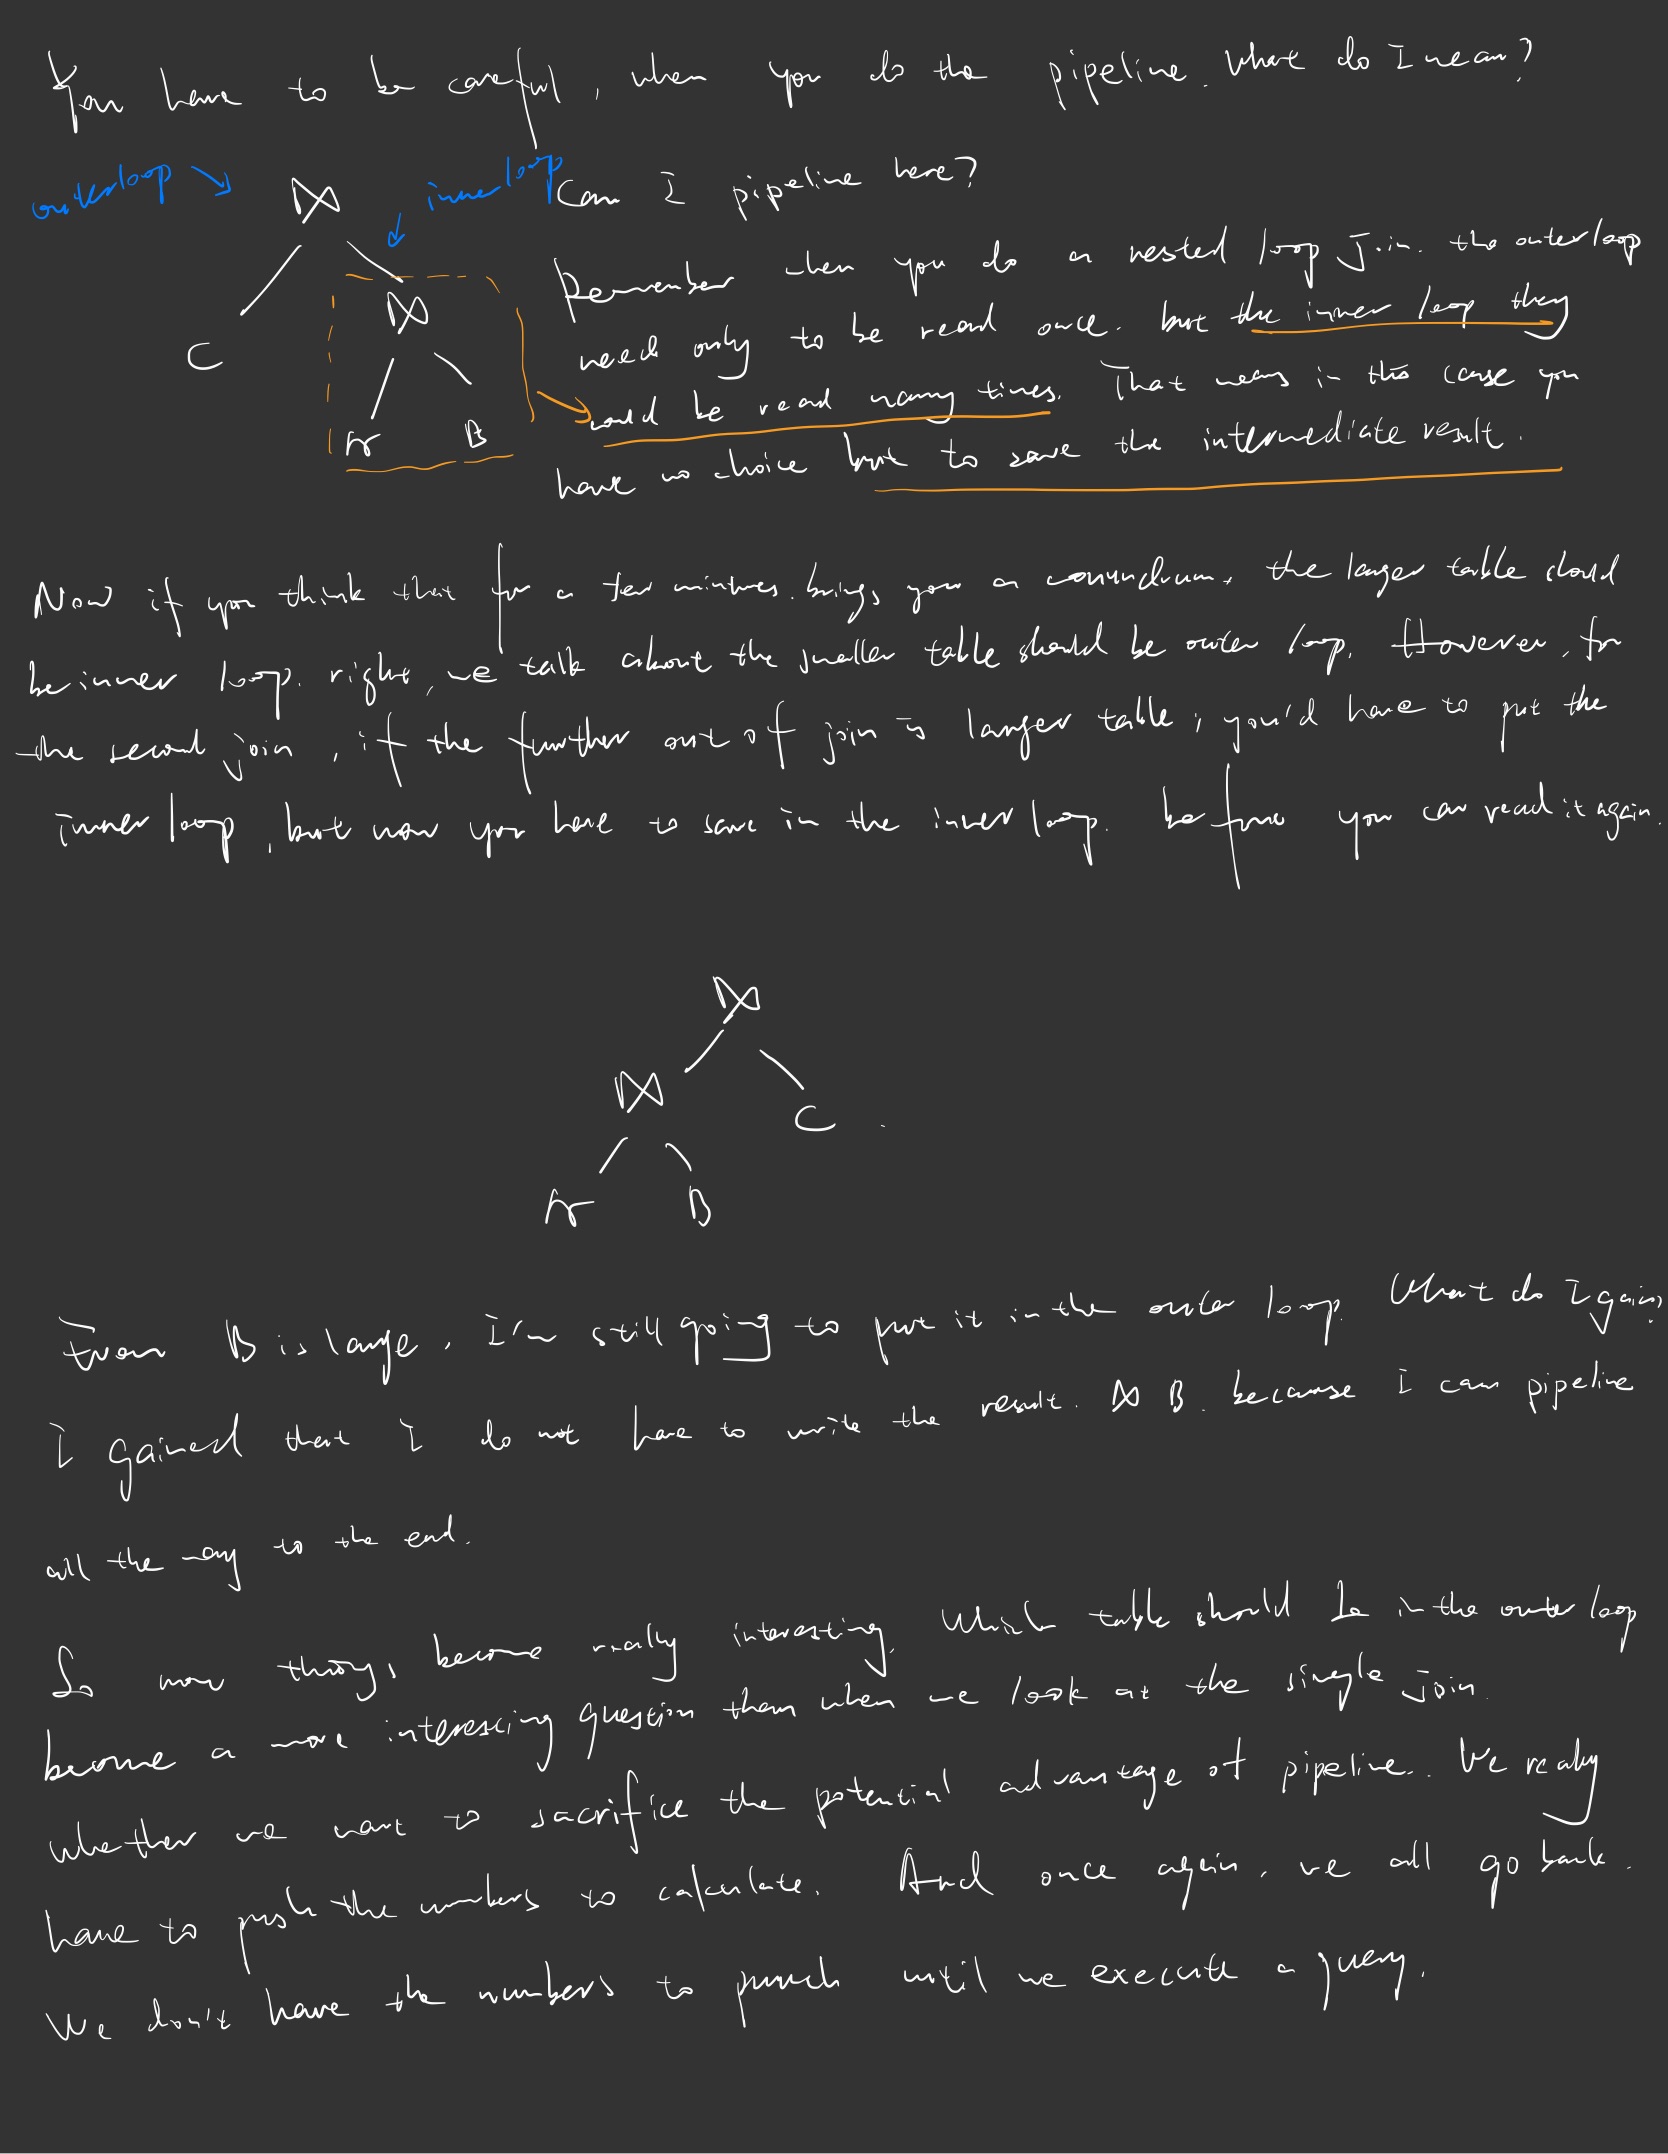 You have to be careful, when you do the pipeline. What do I mean?
outerloop
innerloop
Can I pipeline here?
⋈
Remember when you do a nested loop join. the outerloop
⋈
need only to be read once. but the inner loop they
C
could be read many times. That means in this case you
A B
have no choice but to save the intermediate result.
Now if you think that for a few minutes. brings you a conundrum. the larger table should
be inner loop. right, we talk about the smaller table should be outer loop. However, for
the second join, if the further out of join is larger table, you'd have to put the
inner loop, but now you have to save in the inner loop. before you can read it again.
⋈
⋈
C
A B
Even B is large, I'm still going to put it in the outer loop. What do I gain?
I gained that I do not have to write the result. ⋈ B. because I can pipeline
all the way to the end.
So now things become really interesting. Which table should be in the outer loop
become a more interesting question than when we look at the single join.
whether we want to sacrifice the potential advantage of pipeline. We really
have to push the numbers to calculate. And once again, we all go back.
We don't have the numbers to punch until we execute a query.